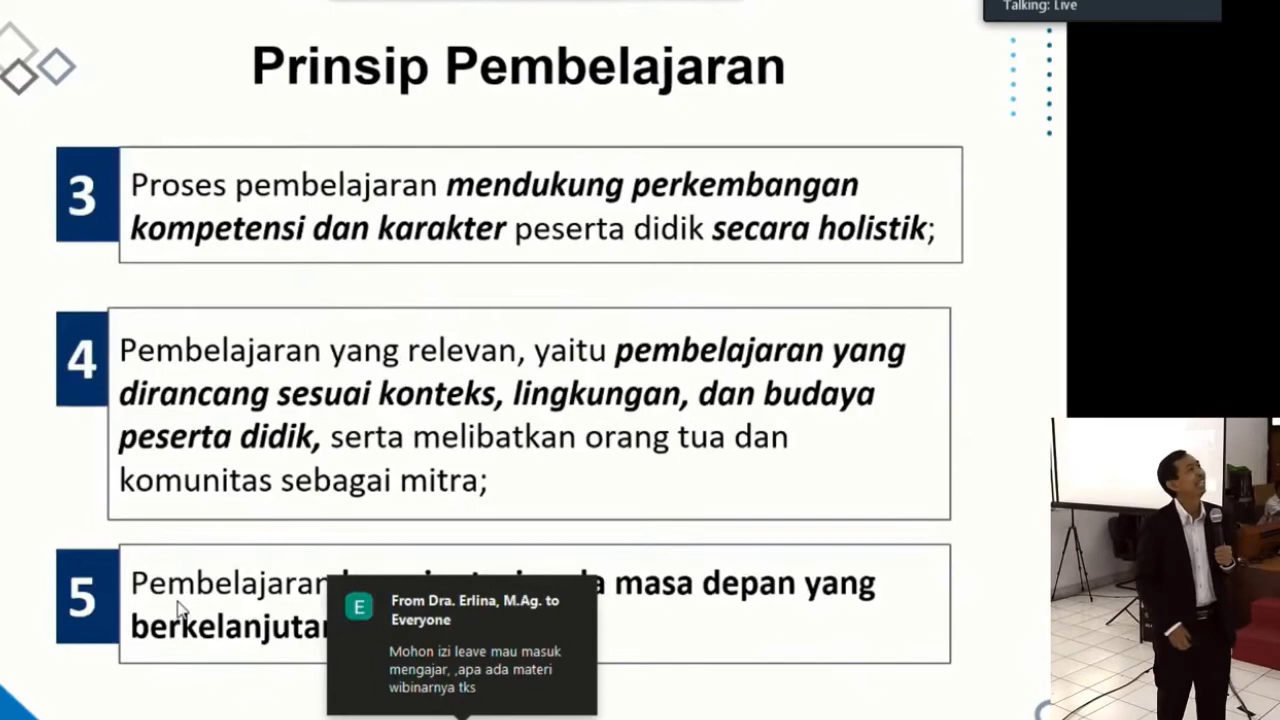 Talking: Live
Prinsip Pembelajaran
3
Proses pembelajaran mendukung perkembangan
kompetensi dan karakter peserta didik secara holistik;
4
Pembelajaran yang relevan, yaitu pembelajaran yang
dirancang sesuai konteks, lingkungan, dan budaya
peserta didik, serta melibatkan orang tua dan
komunitas sebagai mitra;
5
Pembelajaran masa depan yang
berkelanjutan
E
From Dra. Erlina, M.Ag. to
Everyone
Mohon izi leave mau masuk
mengajar, ,apa ada materi
wibinarnya tks